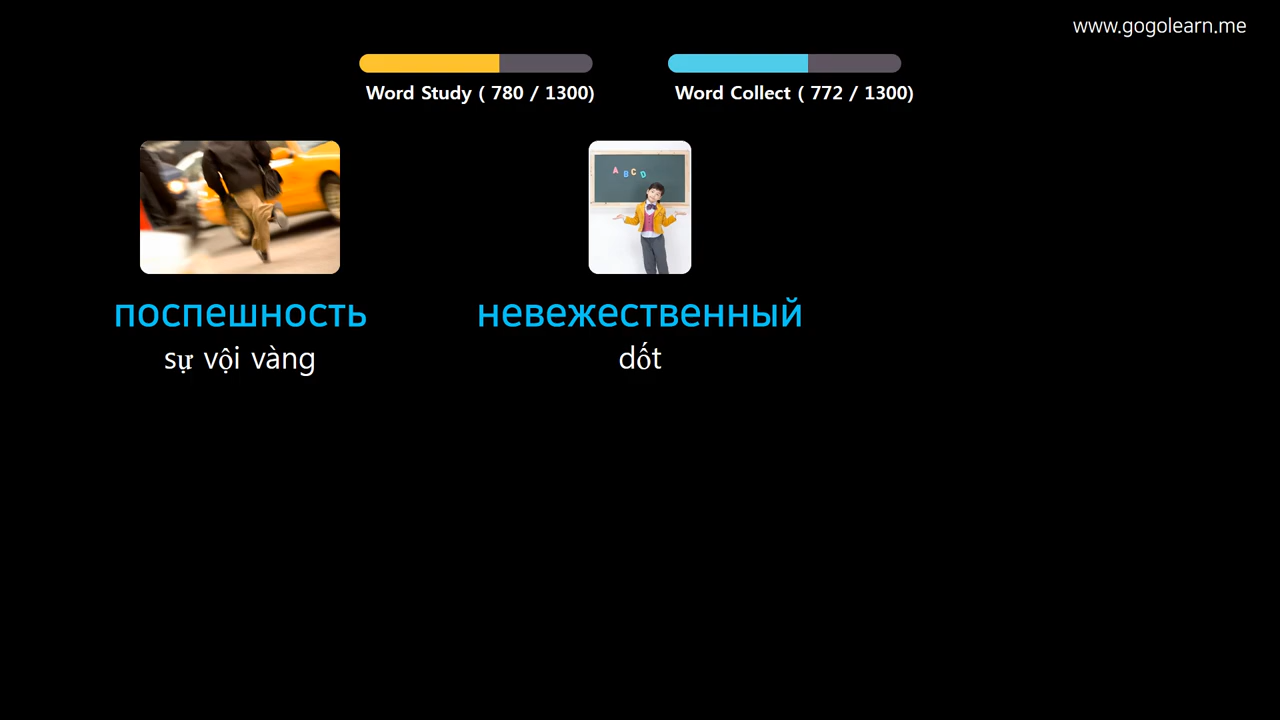 www.gogolearn.me
Word Study ( 780 / 1300)
Word Collect ( 772 / 1300)
A B C D
поспешность
невежественный
sự vội vàng
dốt